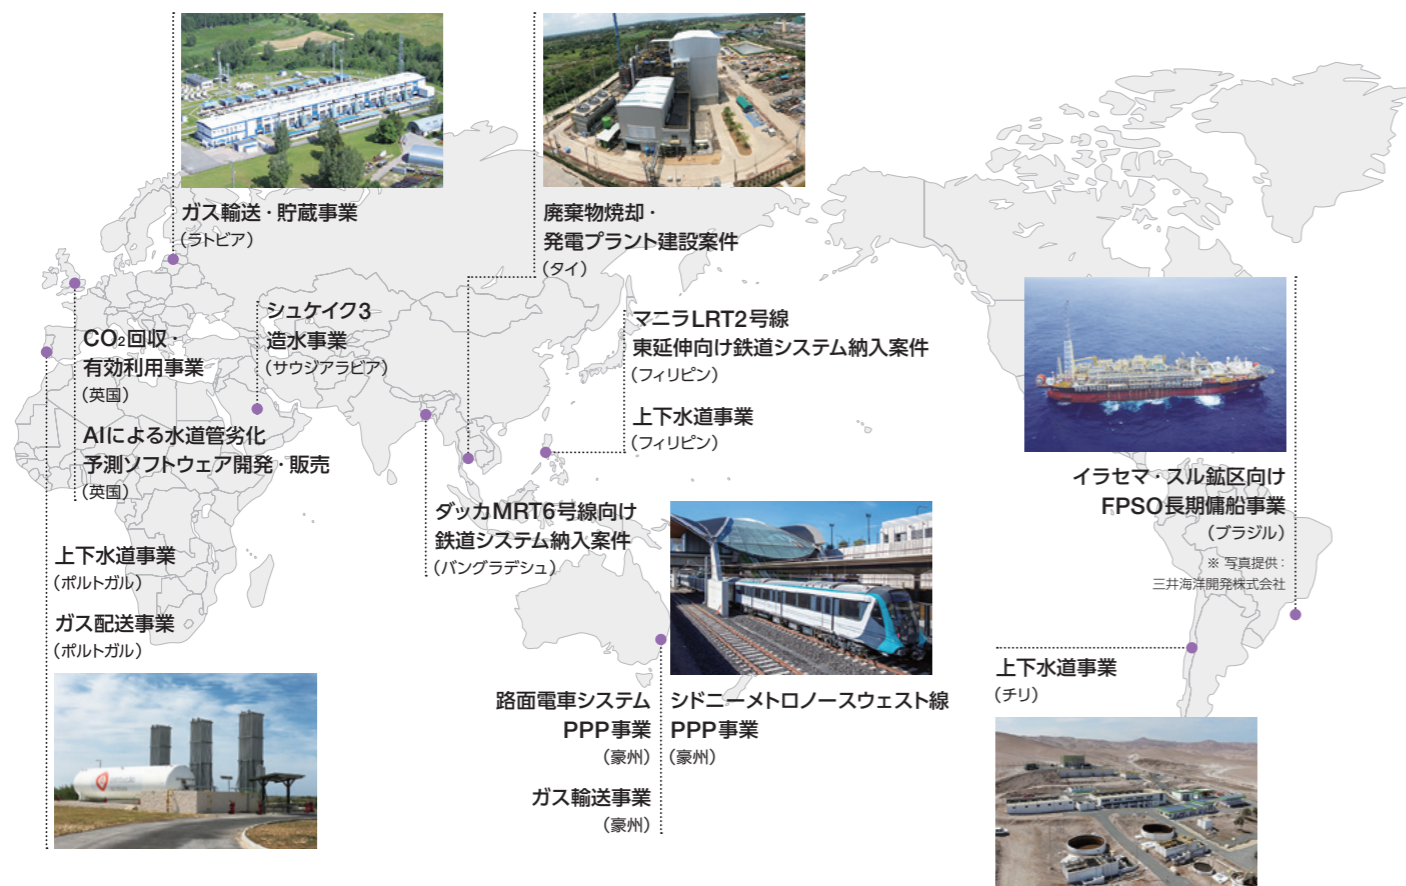 ガス輸送・貯蔵事業
（ラトビア）
廃棄物焼却・
発電プラント建設案件
（タイ）
CO₂回収・
有効利用事業
（英国）
AIによる水道管劣化
予測ソフトウェア開発・販売
（英国）
シュケイク3
造水事業
（サウジアラビア）
マニラLRT2号線
東延伸向け鉄道システム納入案件
（フィリピン）
上下水道事業
（フィリピン）
ダッカMRT6号線向け
鉄道システム納入案件
（バングラデシュ）
イラセマ・スル鉱区向け
FPSO長期傭船事業
（ブラジル）
※ 写真提供：
三井海洋開発株式会社
上下水道事業
（ポルトガル）
ガス配送事業
（ポルトガル）
路面電車システム
PPP事業
（豪州）
ガス輸送事業
（豪州）
シドニーメトロノースウェスト線
PPP事業
（豪州）
上下水道事業
（チリ）